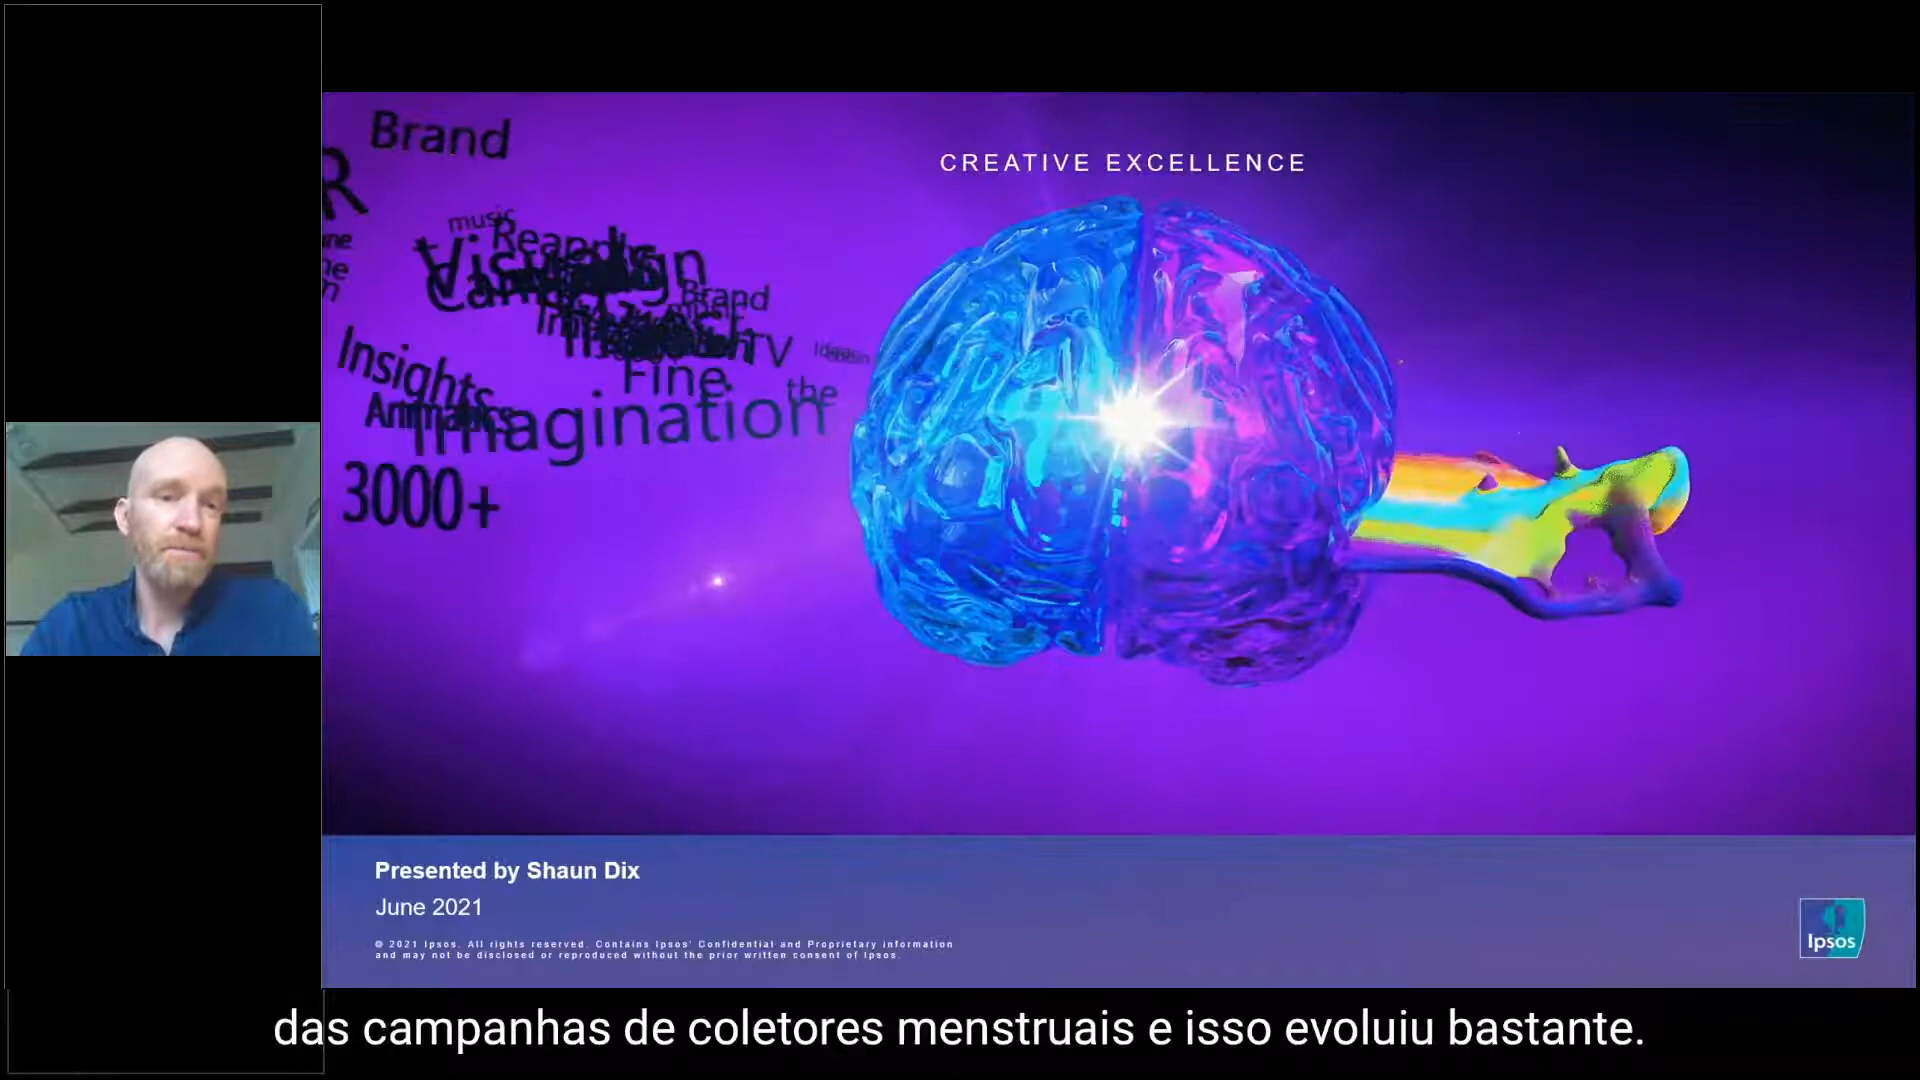 Brand
R
CREATIVE EXCELLENCE
music
Brand
Insights
TV
Fine
the
Imagination
3000+
Presented by Shaun Dix
June 2021
© 2021 Ipsos. All rights reserved. Contains Ipsos' Confidential and Proprietary information
and may not be disclosed or reproduced without the prior written consent of Ipsos.
Ipsos
das campanhas de coletores menstruais e isso evoluiu bastante.